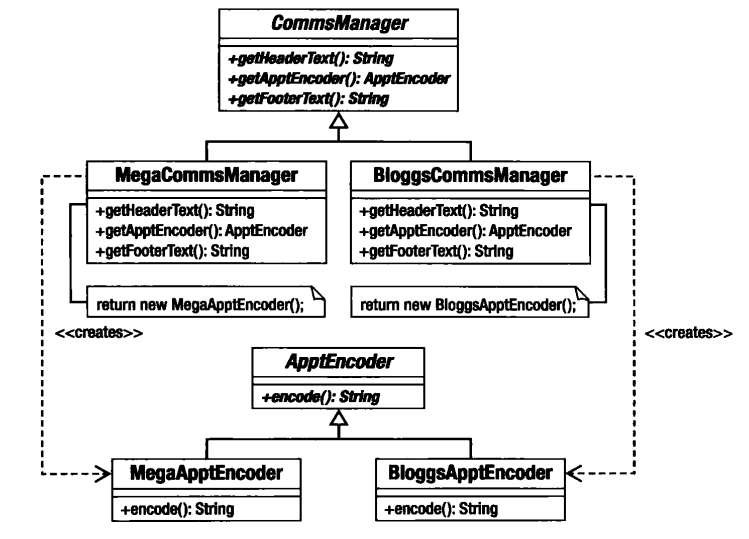 CommsManager
+getHeaderText(): String
+getApptEncoder(): ApptEncoder
+getFooterText(): String
MegaCommsManager
+getHeaderText(): String
+getApptEncoder(): ApptEncoder
+getFooterText(): String
BloggsCommsManager
+getHeaderText(): String
+getApptEncoder(): ApptEncoder
+getFooterText(): String
return new MegaApptEncoder();
return new BloggsApptEncoder();
<<creates>>
<<creates>>
ApptEncoder
+encode(): String
MegaApptEncoder
+encode(): String
BloggsApptEncoder
+encode(): String